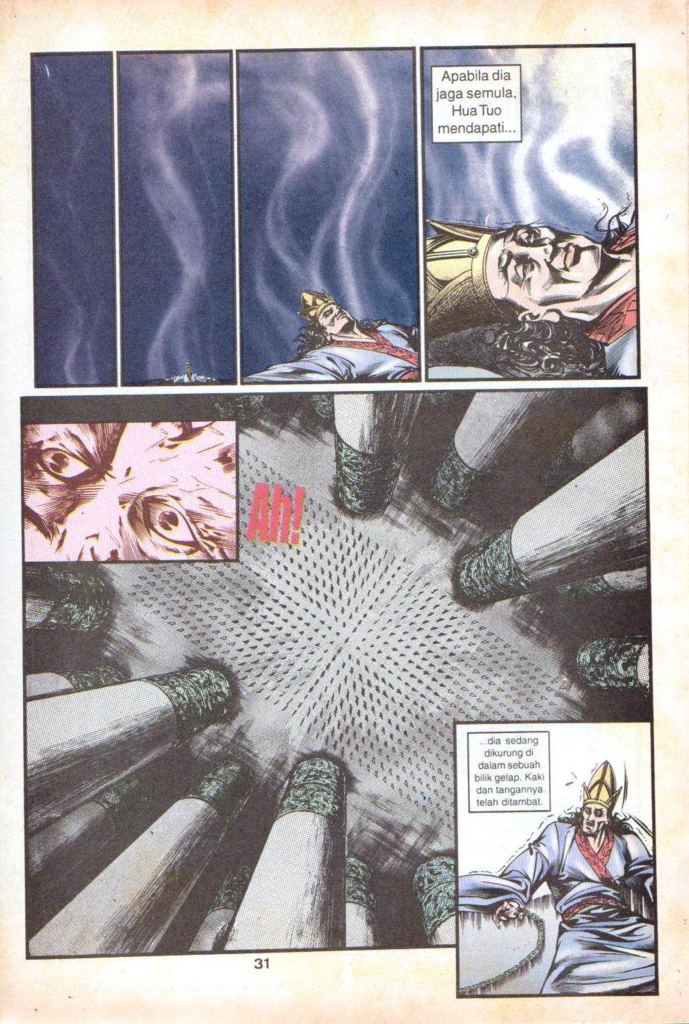 Apabila dia
jaga semula,
Hua Tuo
mendapati...
Ah!
...dia sedang
dikurung di
dalam sebuah
bilik gelap. Kaki
dan tangannya
telah ditambat.
31